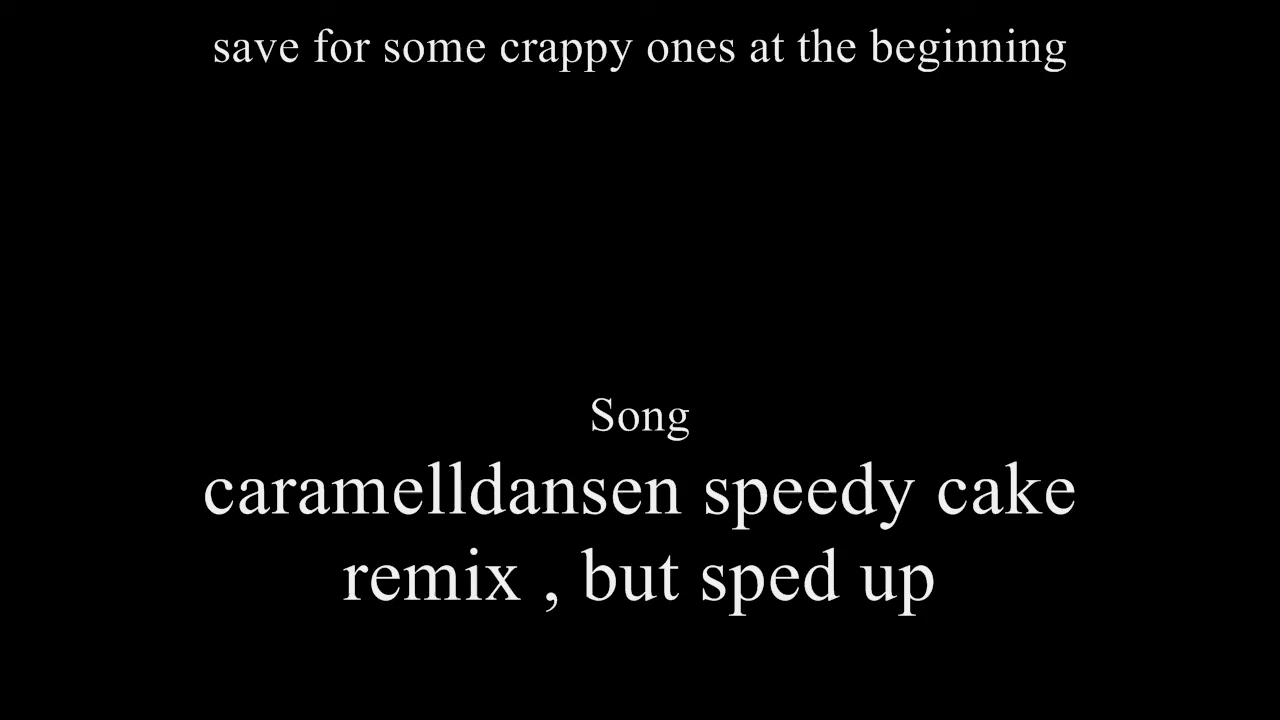 save for some crappy ones at the beginning
Song
caramelldansen speedy cake
remix , but sped up